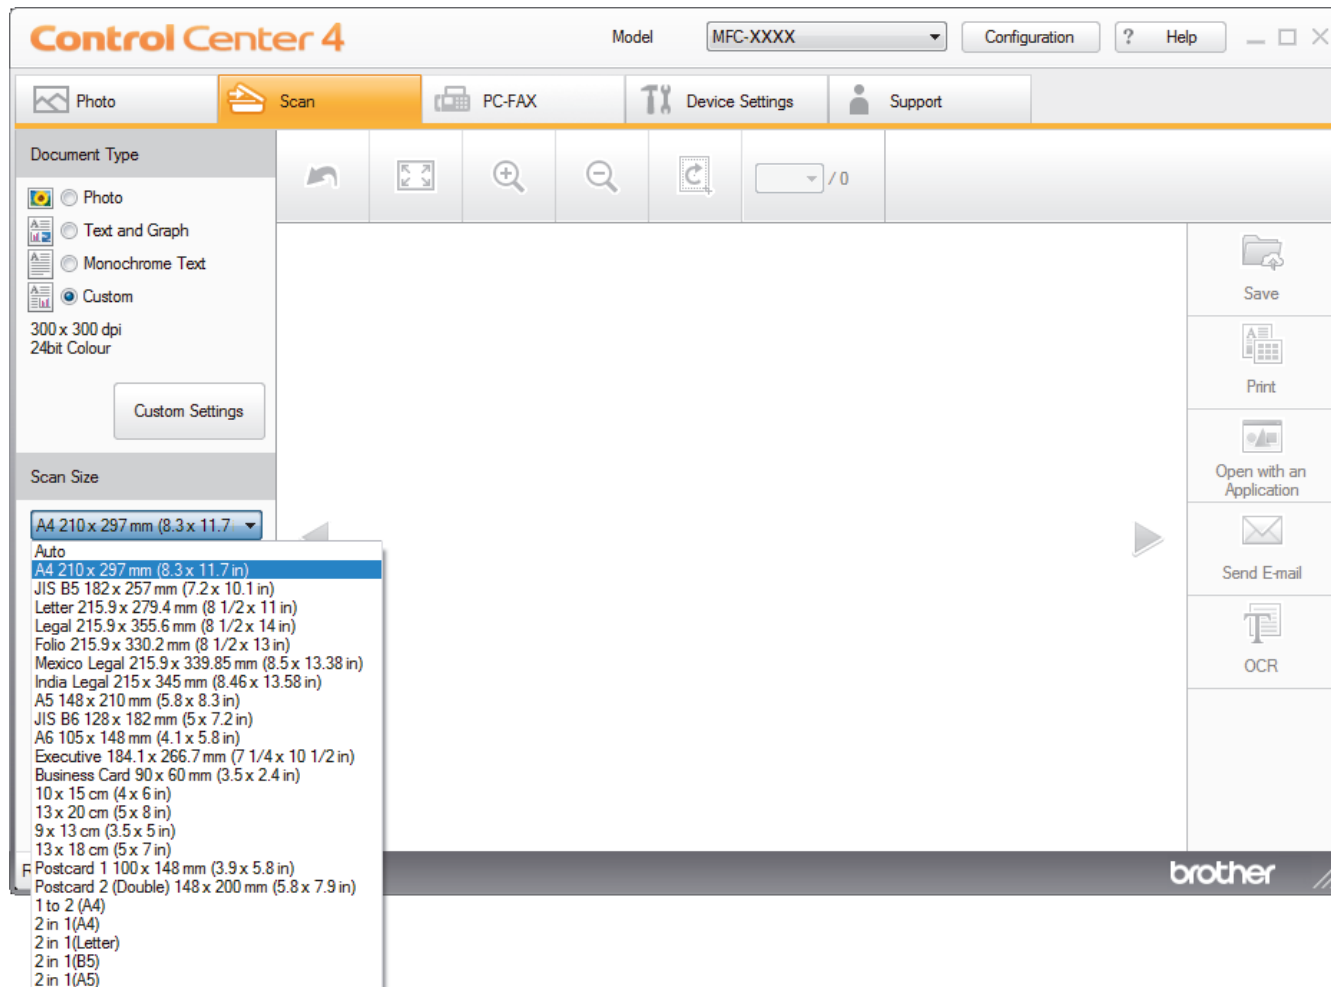 Control Center 4
Model
MFC-XXXX
Configuration
? Help
Photo
Scan
PC-FAX
Device Settings
Support
Document Type
Photo
Text and Graph
Monochrome Text
Custom
300 x 300 dpi
24bit Colour
Custom Settings
Scan Size
A4 210 x 297 mm (8.3 x 11.7
Auto
A4 210 x 297 mm (8.3 x 11.7 in)
JIS B5 182 x 257 mm (7.2 x 10.1 in)
Letter 215.9 x 279.4 mm (8 1/2 x 11 in)
Legal 215.9 x 355.6 mm (8 1/2 x 14 in)
Folio 215.9 x 330.2 mm (8 1/2 x 13 in)
Mexico Legal 215.9 x 339.85 mm (8.5 x 13.38 in)
India Legal 215 x 345 mm (8.46 x 13.58 in)
A5 148 x 210 mm (5.8 x 8.3 in)
JIS B6 128 x 182 mm (5 x 7.2 in)
A6 105 x 148 mm (4.1 x 5.8 in)
Executive 184.1 x 266.7 mm (7 1/4 x 10 1/2 in)
Business Card 90 x 60 mm (3.5 x 2.4 in)
10 x 15 cm (4 x 6 in)
13 x 20 cm (5 x 8 in)
9 x 13 cm (3.5 x 5 in)
13 x 18 cm (5 x 7 in)
Postcard 1 100 x 148 mm (3.9 x 5.8 in)
Postcard 2 (Double) 148 x 200 mm (5.8 x 7.9 in)
1 to 2 (A4)
2 in 1(A4)
2 in 1(Letter)
2 in 1(B5)
2 in 1(A5)
/ 0
Save
Print
Open with an
Application
Send E-mail
OCR
brother